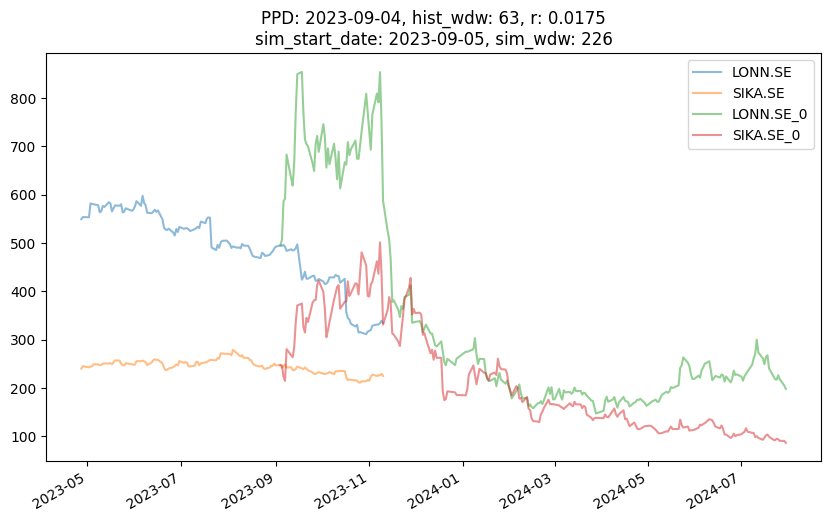 PPD: 2023-09-04, hist_wdw: 63, r: 0.0175
sim_start_date: 2023-09-05, sim_wdw: 226
LONN.SE
SIKA.SE
LONN.SE_0
SIKA.SE_0
800
700
600
500
400
300
200
100
2023-05
2023-07
2023-09
2023-11
2024-01
2024-03
2024-05
2024-07